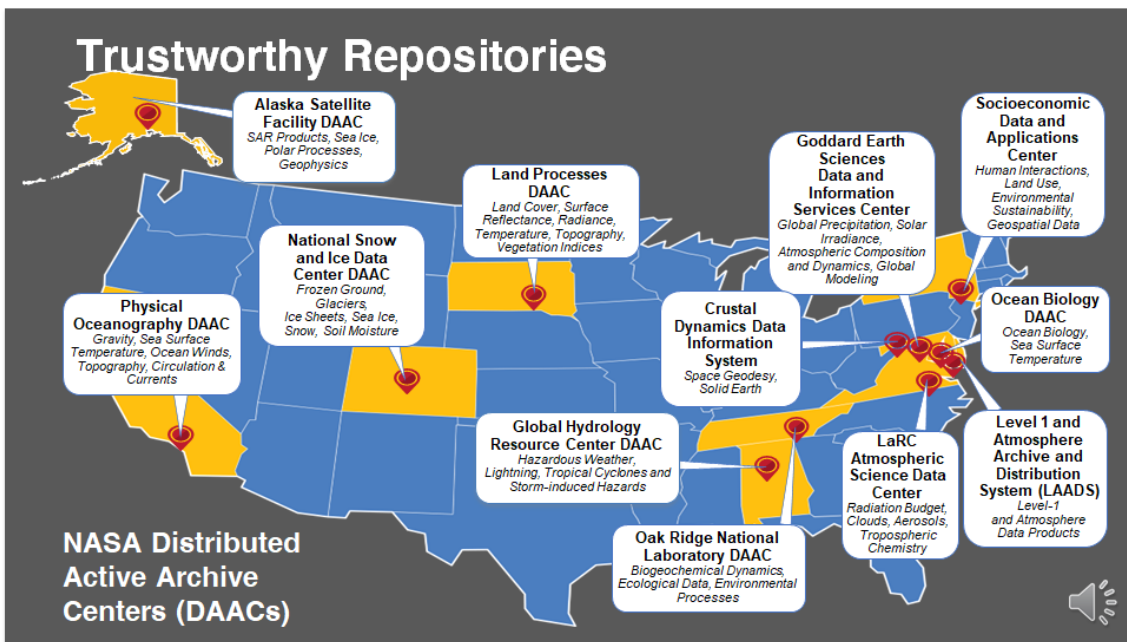 Trustworthy Repositories
Alaska Satellite
Facility DAAC
SAR Products, Sea Ice,
Polar Processes,
Geophysics
Land Processes
DAAC
Land Cover, Surface
Reflectance, Radiance,
Temperature, Topography,
Vegetation Indices
Goddard Earth
Sciences
Data and
Information
Services Center
Global Precipitation, Solar
Irradiance,
Atmospheric Composition
and Dynamics, Global
Modeling
Socioeconomic
Data and
Applications
Center
Human Interactions,
Land Use,
Environmental
Sustainability,
Geospatial Data
National Snow
and Ice Data
Center DAAC
Frozen Ground,
Glaciers,
Ice Sheets, Sea Ice,
Snow, Soil Moisture
Physical
Oceanography DAAC
Gravity, Sea Surface
Temperature, Ocean Winds,
Topography, Circulation &
Currents
Crustal
Dynamics Data
Information
System
Space Geodesy,
Solid Earth
Ocean Biology
DAAC
Ocean Biology,
Sea Surface
Temperature
Global Hydrology
Resource Center DAAC
Hazardous Weather,
Lightning, Tropical Cyclones and
Storm-induced Hazards
LaRC
Atmospheric
Science Data
Center
Radiation Budget,
Clouds, Aerosols,
Tropospheric
Chemistry
Level 1 and
Atmosphere
Archive and
Distribution
System (LAADS)
Level-1
and Atmosphere
Data Products
Oak Ridge National
Laboratory DAAC
Biogeochemical Dynamics,
Ecological Data, Environmental
Processes
NASA Distributed
Active Archive
Centers (DAACs)